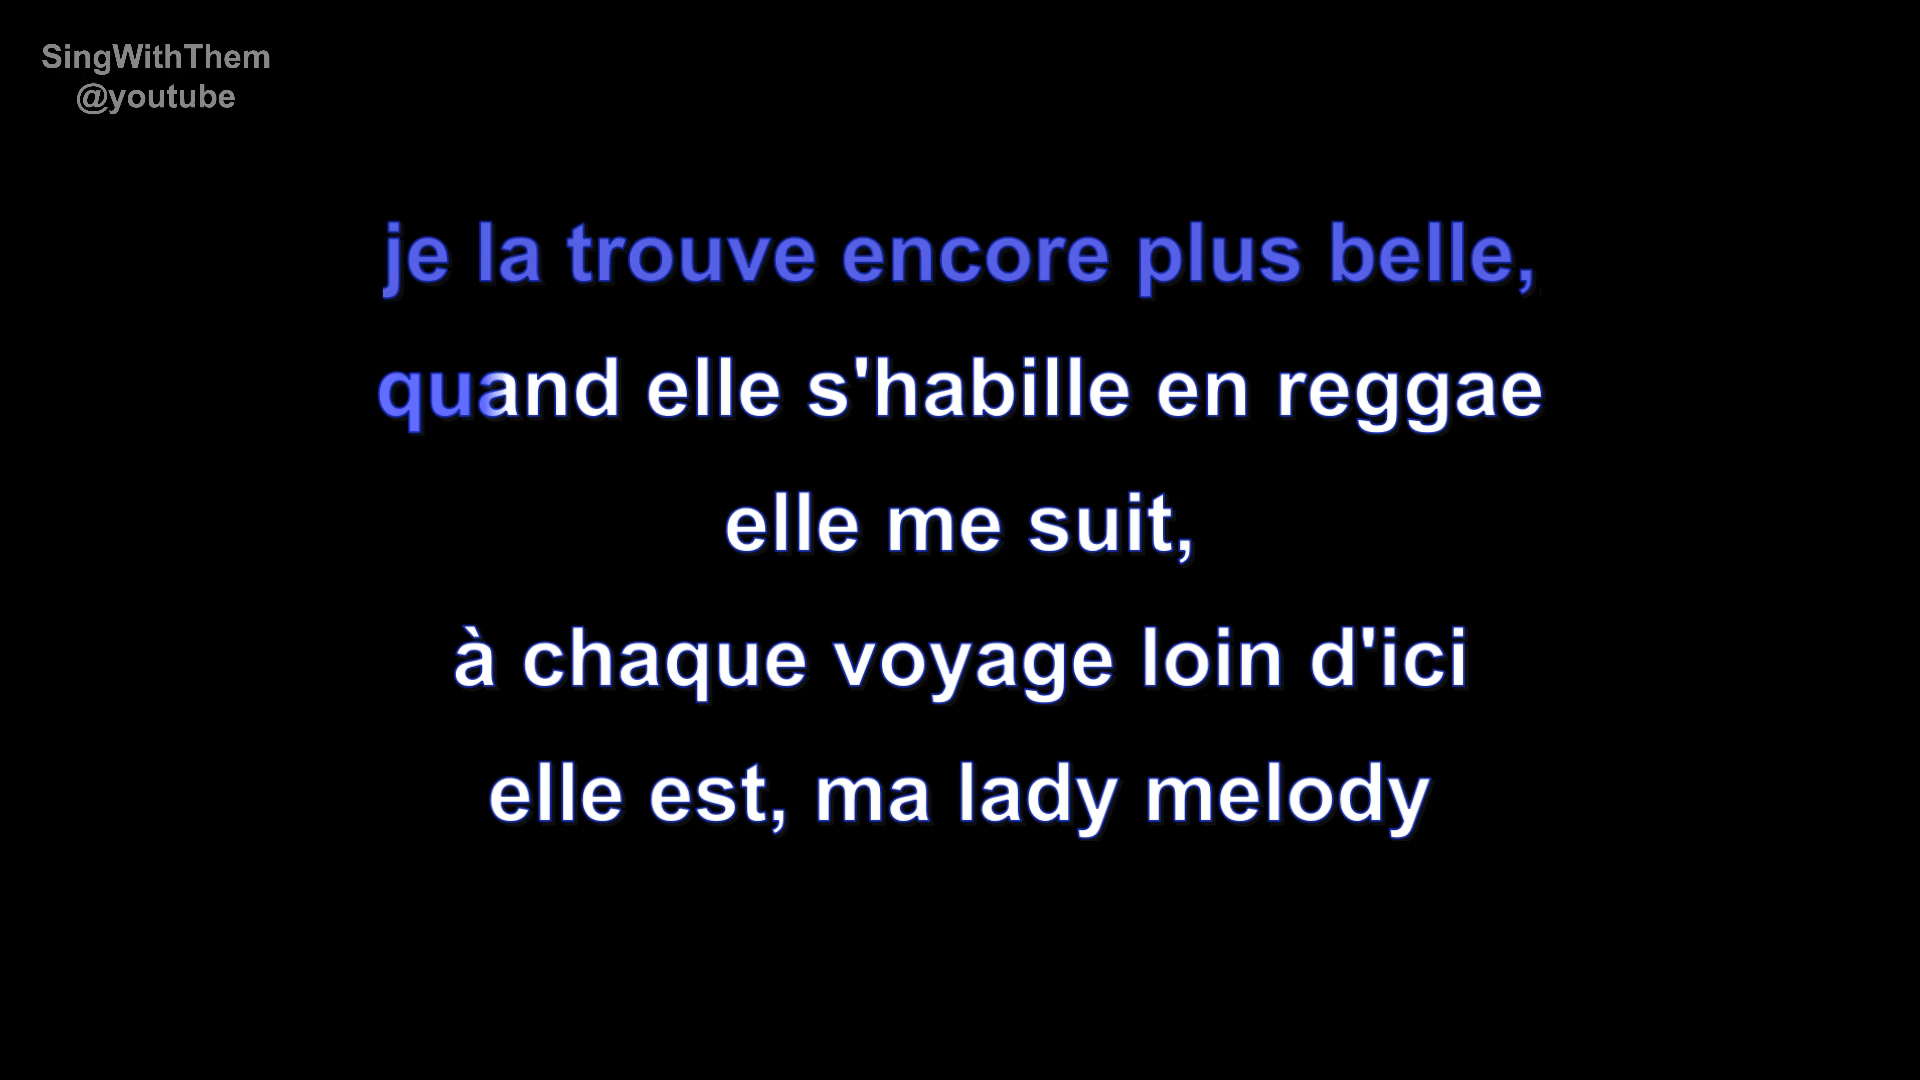 SingWithThem
@youtube
je la trouve encore plus belle,
quand elle s'habille en reggae
elle me suit,
à chaque voyage loin d'ici
elle est, ma lady melody